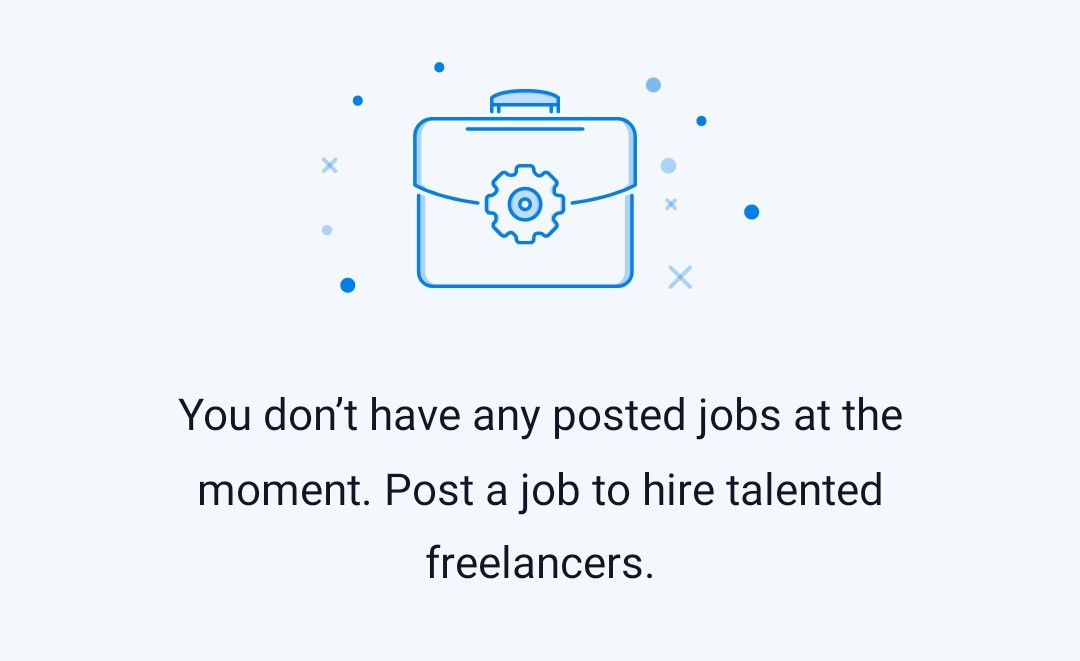 You don’t have any posted jobs at the
moment. Post a job to hire talented
freelancers.